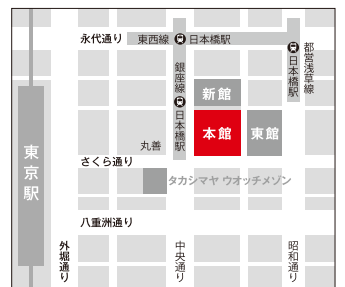 永代通り
東西線
日本橋駅
都営浅草線
日本橋駅
銀座線
日本橋駅
新館
本館
東館
丸善
東京駅
さくら通り
タカシマヤ ウオッチメゾン
八重洲通り
外堀通り
中央通り
昭和通り